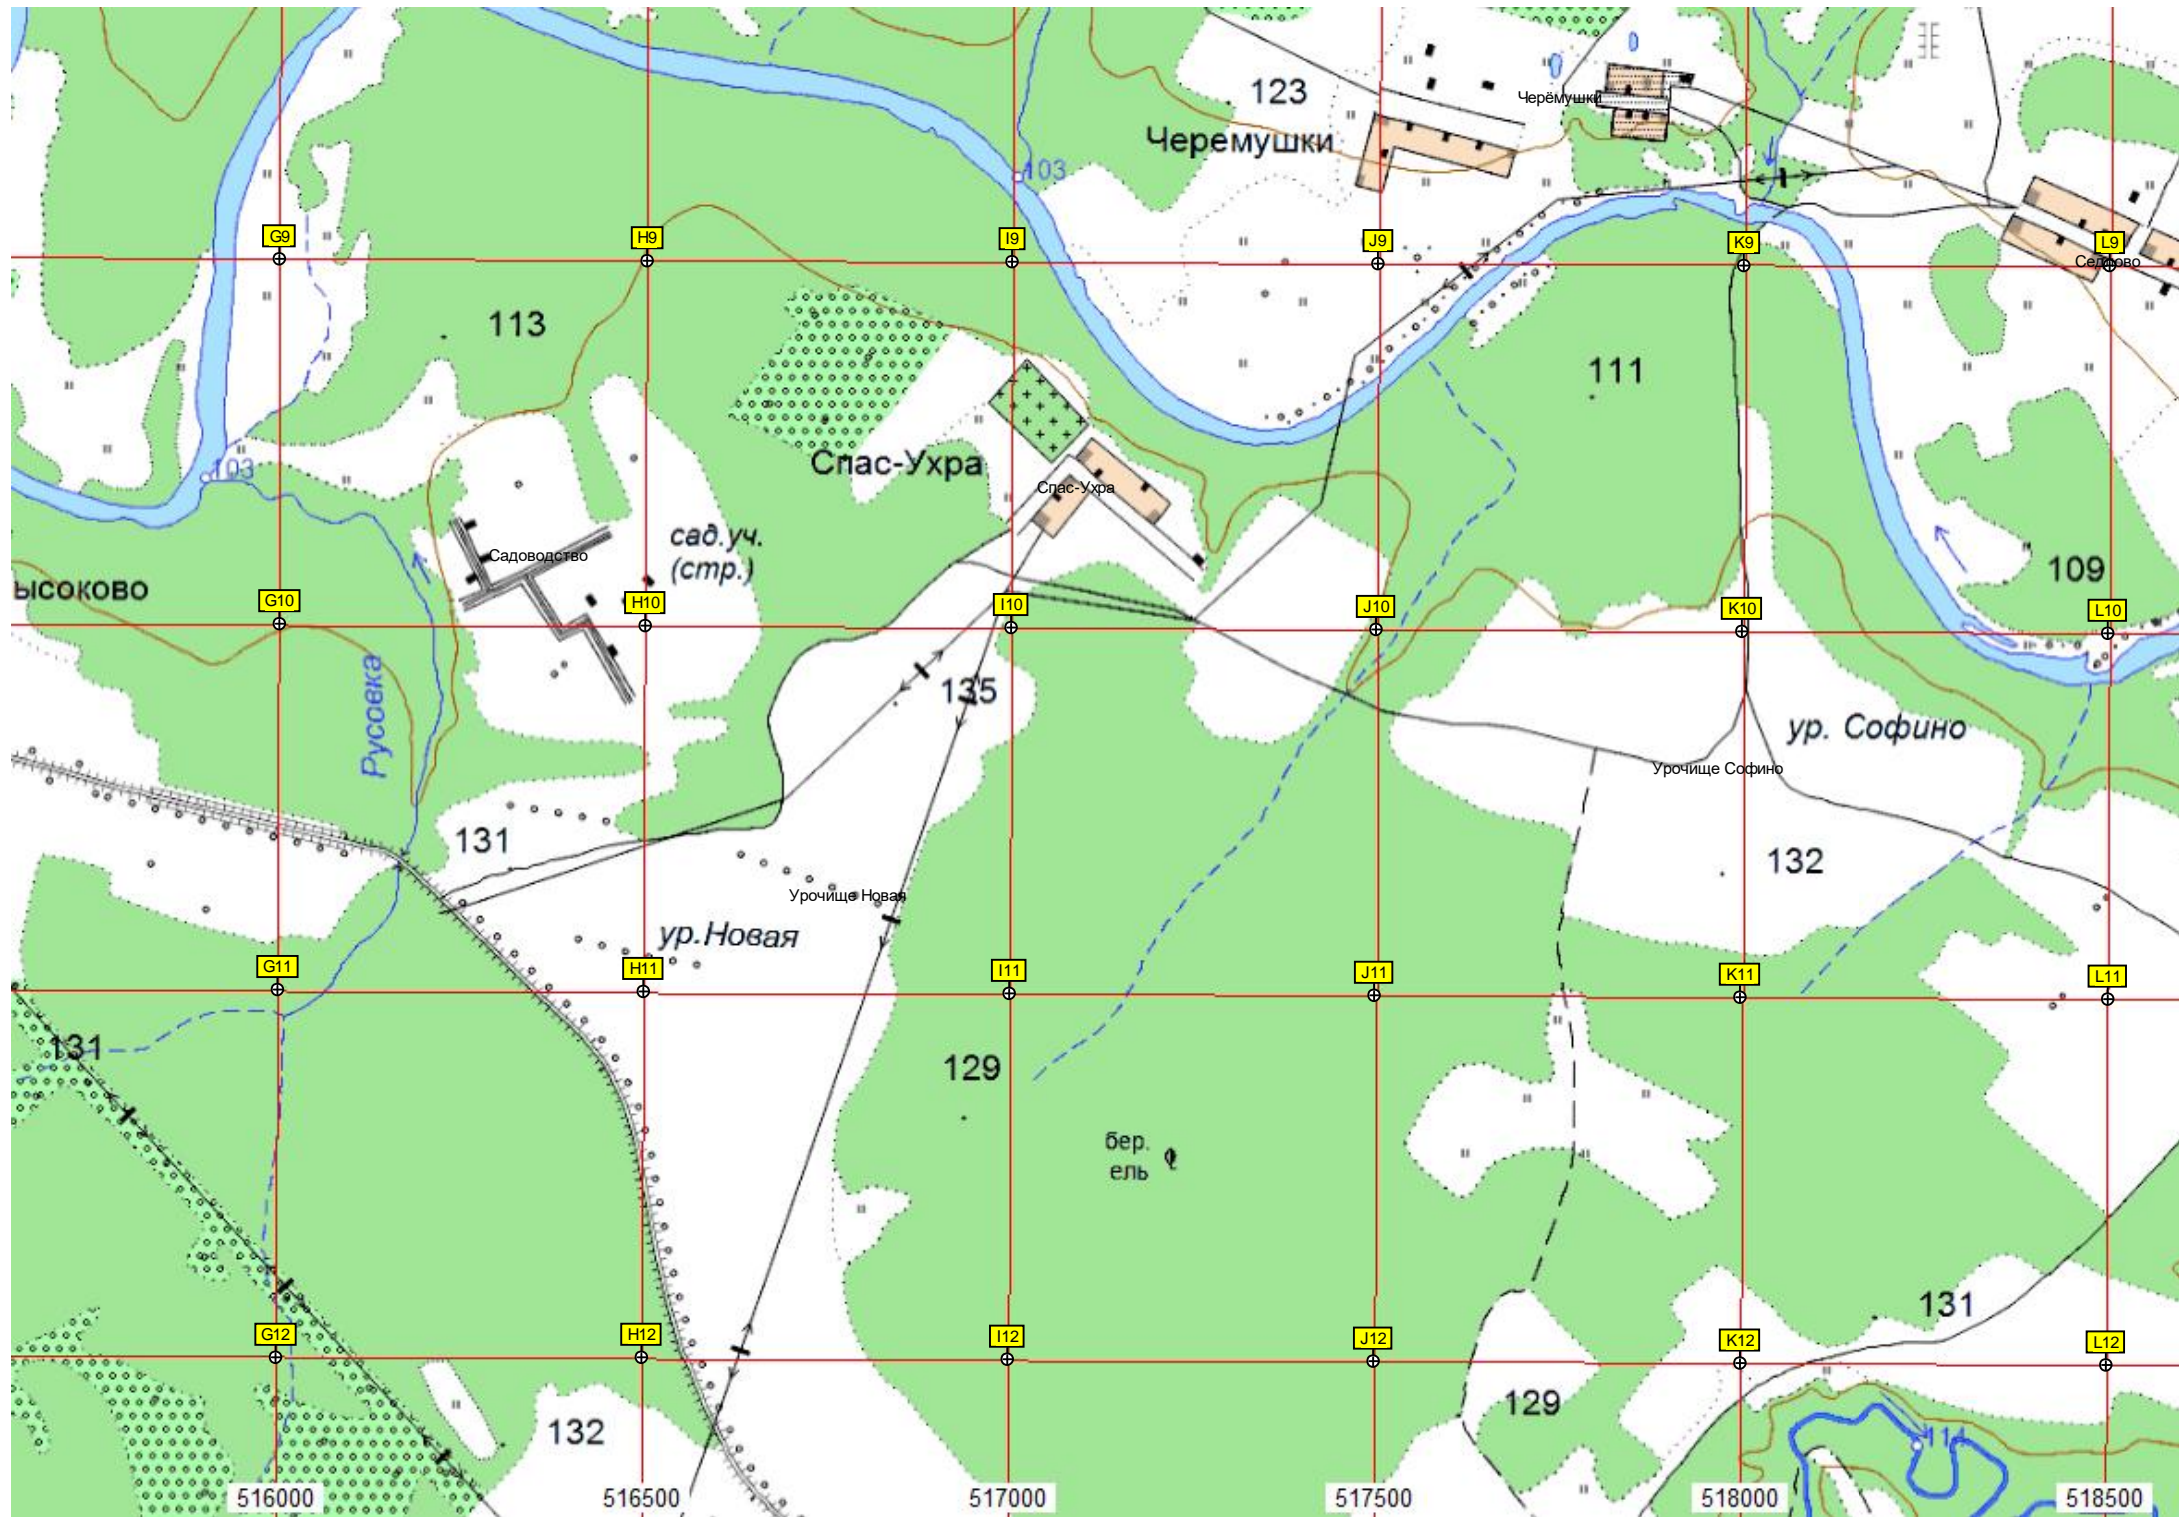 123
Черёмушки
Черемушки
103
G9
H9
I9
J9
K9
L9
Седлово
113
111
Спас-Ухра
103
Спас-Ухра
сад.уч.
(стр.)
Садоводство
109
ысоково
G10
H10
I10
J10
K10
L10
135
Русовка
ур. Софино
Урочище Софино
131
132
Урочище Новая
ур.Новая
G11
H11
I11
J11
K11
L11
131
129
бер.
ель
131
G12
H12
I12
J12
K12
L12
129
132
114
516000
516500
517000
517500
518000
518500